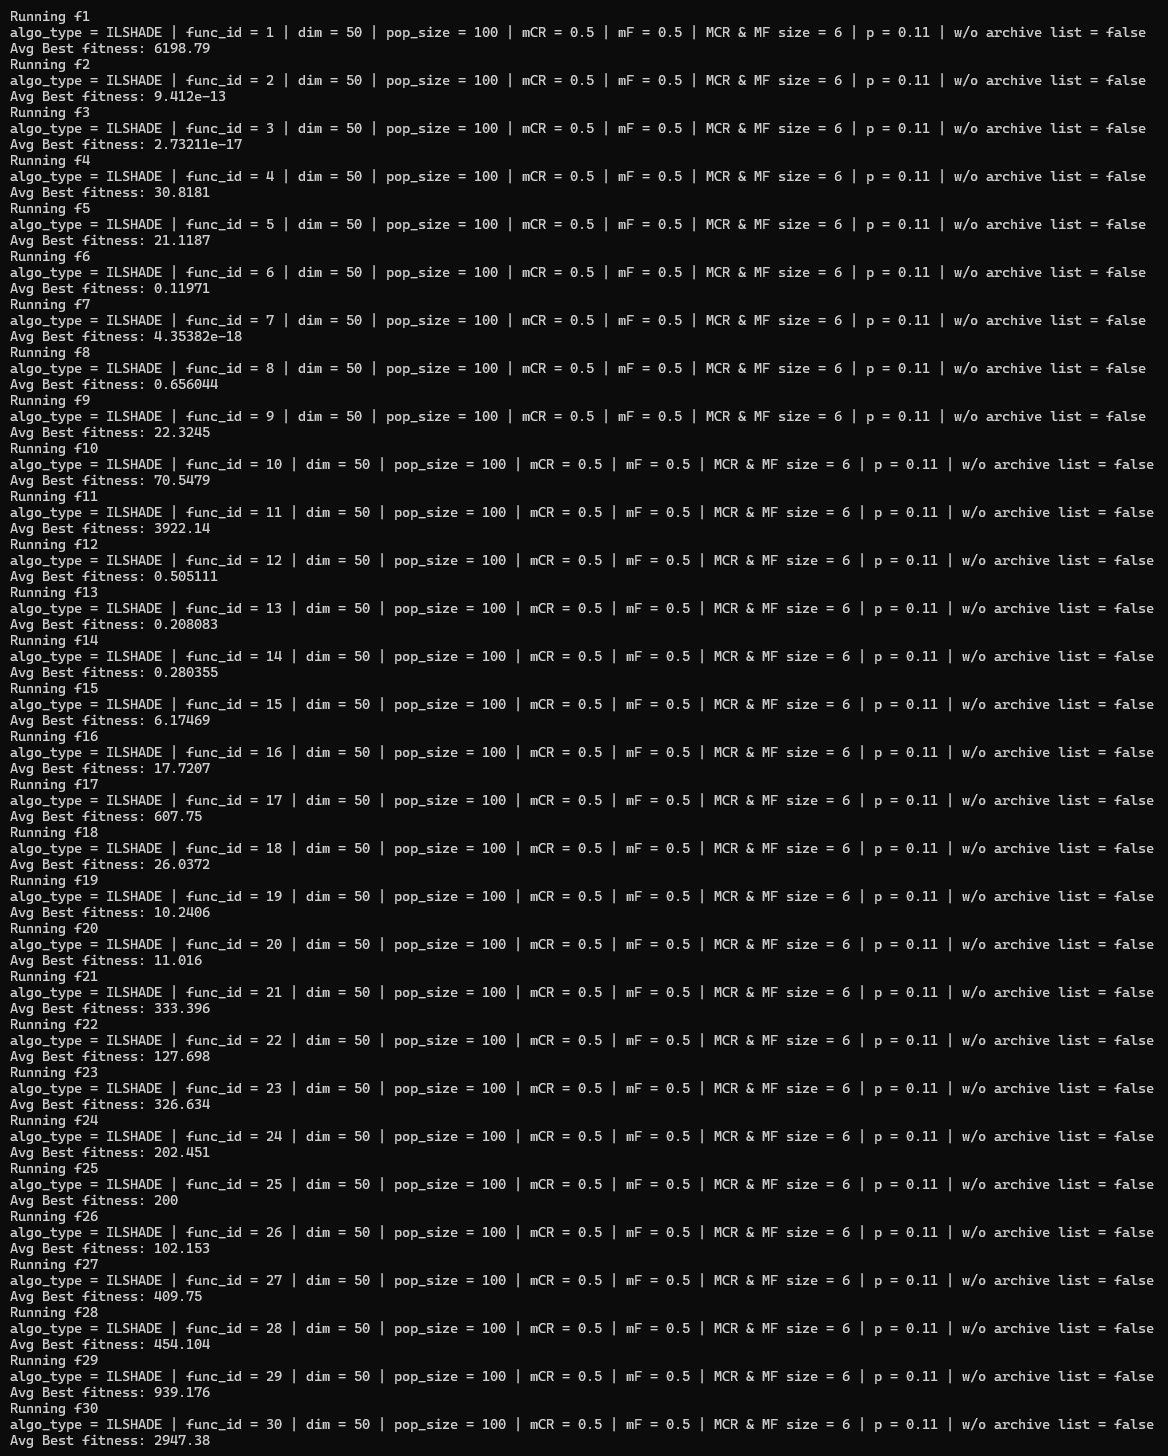 Running f1
algo_type = ILSHADE | func_id = 1 | dim = 50 | pop_size = 100 | mCR = 0.5 | mF = 0.5 | MCR & MF size = 6 | p = 0.11 | w/o archive list = false
Avg Best fitness: 6198.79
Running f2
algo_type = ILSHADE | func_id = 2 | dim = 50 | pop_size = 100 | mCR = 0.5 | mF = 0.5 | MCR & MF size = 6 | p = 0.11 | w/o archive list = false
Avg Best fitness: 9.412e-13
Running f3
algo_type = ILSHADE | func_id = 3 | dim = 50 | pop_size = 100 | mCR = 0.5 | mF = 0.5 | MCR & MF size = 6 | p = 0.11 | w/o archive list = false
Avg Best fitness: 2.73211e-17
Running f4
algo_type = ILSHADE | func_id = 4 | dim = 50 | pop_size = 100 | mCR = 0.5 | mF = 0.5 | MCR & MF size = 6 | p = 0.11 | w/o archive list = false
Avg Best fitness: 30.8181
Running f5
algo_type = ILSHADE | func_id = 5 | dim = 50 | pop_size = 100 | mCR = 0.5 | mF = 0.5 | MCR & MF size = 6 | p = 0.11 | w/o archive list = false
Avg Best fitness: 21.1187
Running f6
algo_type = ILSHADE | func_id = 6 | dim = 50 | pop_size = 100 | mCR = 0.5 | mF = 0.5 | MCR & MF size = 6 | p = 0.11 | w/o archive list = false
Avg Best fitness: 0.11971
Running f7
algo_type = ILSHADE | func_id = 7 | dim = 50 | pop_size = 100 | mCR = 0.5 | mF = 0.5 | MCR & MF size = 6 | p = 0.11 | w/o archive list = false
Avg Best fitness: 4.35382e-18
Running f8
algo_type = ILSHADE | func_id = 8 | dim = 50 | pop_size = 100 | mCR = 0.5 | mF = 0.5 | MCR & MF size = 6 | p = 0.11 | w/o archive list = false
Avg Best fitness: 0.656044
Running f9
algo_type = ILSHADE | func_id = 9 | dim = 50 | pop_size = 100 | mCR = 0.5 | mF = 0.5 | MCR & MF size = 6 | p = 0.11 | w/o archive list = false
Avg Best fitness: 22.3245
Running f10
algo_type = ILSHADE | func_id = 10 | dim = 50 | pop_size = 100 | mCR = 0.5 | mF = 0.5 | MCR & MF size = 6 | p = 0.11 | w/o archive list = false
Avg Best fitness: 70.5479
Running f11
algo_type = ILSHADE | func_id = 11 | dim = 50 | pop_size = 100 | mCR = 0.5 | mF = 0.5 | MCR & MF size = 6 | p = 0.11 | w/o archive list = false
Avg Best fitness: 3922.14
Running f12
algo_type = ILSHADE | func_id = 12 | dim = 50 | pop_size = 100 | mCR = 0.5 | mF = 0.5 | MCR & MF size = 6 | p = 0.11 | w/o archive list = false
Avg Best fitness: 0.505111
Running f13
algo_type = ILSHADE | func_id = 13 | dim = 50 | pop_size = 100 | mCR = 0.5 | mF = 0.5 | MCR & MF size = 6 | p = 0.11 | w/o archive list = false
Avg Best fitness: 0.208083
Running f14
algo_type = ILSHADE | func_id = 14 | dim = 50 | pop_size = 100 | mCR = 0.5 | mF = 0.5 | MCR & MF size = 6 | p = 0.11 | w/o archive list = false
Avg Best fitness: 0.280355
Running f15
algo_type = ILSHADE | func_id = 15 | dim = 50 | pop_size = 100 | mCR = 0.5 | mF = 0.5 | MCR & MF size = 6 | p = 0.11 | w/o archive list = false
Avg Best fitness: 6.17469
Running f16
algo_type = ILSHADE | func_id = 16 | dim = 50 | pop_size = 100 | mCR = 0.5 | mF = 0.5 | MCR & MF size = 6 | p = 0.11 | w/o archive list = false
Avg Best fitness: 17.7207
Running f17
algo_type = ILSHADE | func_id = 17 | dim = 50 | pop_size = 100 | mCR = 0.5 | mF = 0.5 | MCR & MF size = 6 | p = 0.11 | w/o archive list = false
Avg Best fitness: 607.75
Running f18
algo_type = ILSHADE | func_id = 18 | dim = 50 | pop_size = 100 | mCR = 0.5 | mF = 0.5 | MCR & MF size = 6 | p = 0.11 | w/o archive list = false
Avg Best fitness: 26.0372
Running f19
algo_type = ILSHADE | func_id = 19 | dim = 50 | pop_size = 100 | mCR = 0.5 | mF = 0.5 | MCR & MF size = 6 | p = 0.11 | w/o archive list = false
Avg Best fitness: 10.2406
Running f20
algo_type = ILSHADE | func_id = 20 | dim = 50 | pop_size = 100 | mCR = 0.5 | mF = 0.5 | MCR & MF size = 6 | p = 0.11 | w/o archive list = false
Avg Best fitness: 11.016
Running f21
algo_type = ILSHADE | func_id = 21 | dim = 50 | pop_size = 100 | mCR = 0.5 | mF = 0.5 | MCR & MF size = 6 | p = 0.11 | w/o archive list = false
Avg Best fitness: 333.396
Running f22
algo_type = ILSHADE | func_id = 22 | dim = 50 | pop_size = 100 | mCR = 0.5 | mF = 0.5 | MCR & MF size = 6 | p = 0.11 | w/o archive list = false
Avg Best fitness: 127.698
Running f23
algo_type = ILSHADE | func_id = 23 | dim = 50 | pop_size = 100 | mCR = 0.5 | mF = 0.5 | MCR & MF size = 6 | p = 0.11 | w/o archive list = false
Avg Best fitness: 326.634
Running f24
algo_type = ILSHADE | func_id = 24 | dim = 50 | pop_size = 100 | mCR = 0.5 | mF = 0.5 | MCR & MF size = 6 | p = 0.11 | w/o archive list = false
Avg Best fitness: 202.451
Running f25
algo_type = ILSHADE | func_id = 25 | dim = 50 | pop_size = 100 | mCR = 0.5 | mF = 0.5 | MCR & MF size = 6 | p = 0.11 | w/o archive list = false
Avg Best fitness: 200
Running f26
algo_type = ILSHADE | func_id = 26 | dim = 50 | pop_size = 100 | mCR = 0.5 | mF = 0.5 | MCR & MF size = 6 | p = 0.11 | w/o archive list = false
Avg Best fitness: 102.153
Running f27
algo_type = ILSHADE | func_id = 27 | dim = 50 | pop_size = 100 | mCR = 0.5 | mF = 0.5 | MCR & MF size = 6 | p = 0.11 | w/o archive list = false
Avg Best fitness: 409.75
Running f28
algo_type = ILSHADE | func_id = 28 | dim = 50 | pop_size = 100 | mCR = 0.5 | mF = 0.5 | MCR & MF size = 6 | p = 0.11 | w/o archive list = false
Avg Best fitness: 454.104
Running f29
algo_type = ILSHADE | func_id = 29 | dim = 50 | pop_size = 100 | mCR = 0.5 | mF = 0.5 | MCR & MF size = 6 | p = 0.11 | w/o archive list = false
Avg Best fitness: 939.176
Running f30
algo_type = ILSHADE | func_id = 30 | dim = 50 | pop_size = 100 | mCR = 0.5 | mF = 0.5 | MCR & MF size = 6 | p = 0.11 | w/o archive list = false
Avg Best fitness: 2947.38